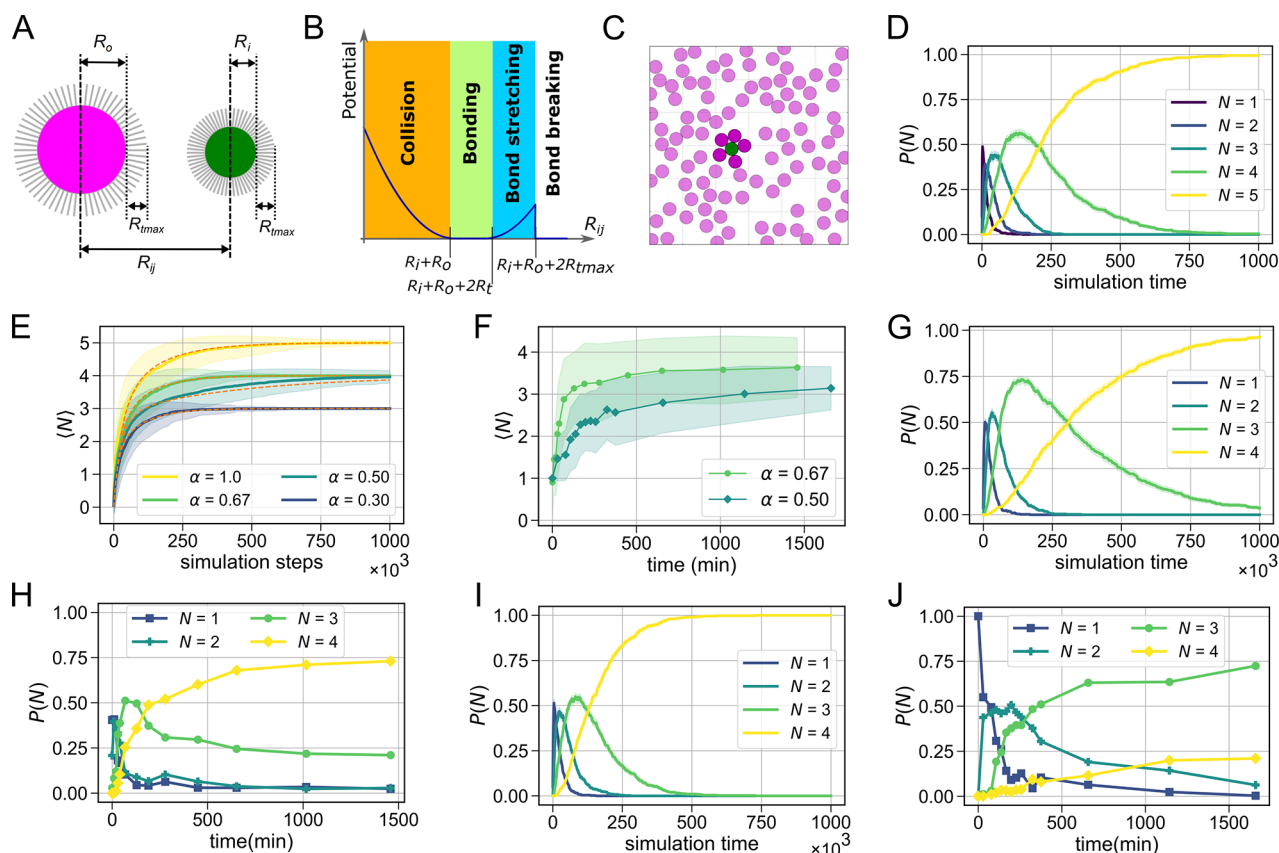 A
R_o
R_i
R_tmax
R_tmax
R_ij
B
Potential
Collision
Bonding
Bond stretching
Bond breaking
R_ij
R_i+R_o
R_i+R_o+2R_tmax
R_i+R_o+2R_t
C
D
P(N)
1.00
0.75
0.50
0.25
0.00
N = 1
N = 2
N = 3
N = 4
N = 5
0 250 500 750 1000
simulation time
E
⟨N⟩
5
4
3
2
1
0
α = 1.0
α = 0.67
α = 0.50
α = 0.30
0 250 500 750 1000
simulation steps
×10³
F
⟨N⟩
4
3
2
1
0
α = 0.67
α = 0.50
0 500 1000 1500
time (min)
G
P(N)
1.00
0.75
0.50
0.25
0.00
N = 1
N = 2
N = 3
N = 4
0 250 500 750 1000
simulation time
×10³
H
P(N)
1.00
0.75
0.50
0.25
0.00
N = 1
N = 2
N = 3
N = 4
0 500 1000 1500
time(min)
I
P(N)
1.00
0.75
0.50
0.25
0.00
N = 1
N = 2
N = 3
N = 4
0 250 500 750 1000
simulation time
×10³
J
P(N)
1.00
0.75
0.50
0.25
0.00
N = 1
N = 2
N = 3
N = 4
0 500 1000 1500
time(min)